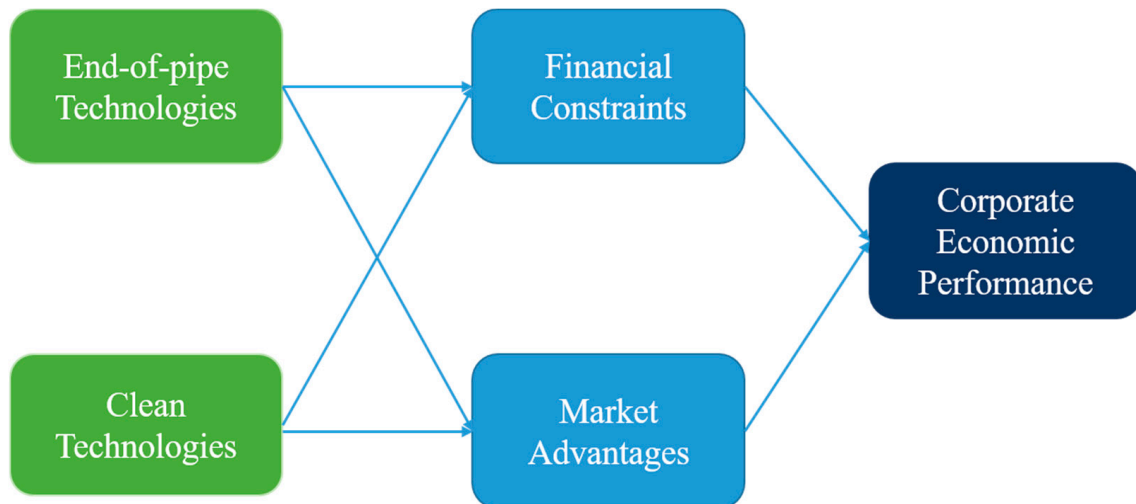 End-of-pipe
Technologies
Financial
Constraints
Corporate
Economic
Performance
Clean
Technologies
Market
Advantages